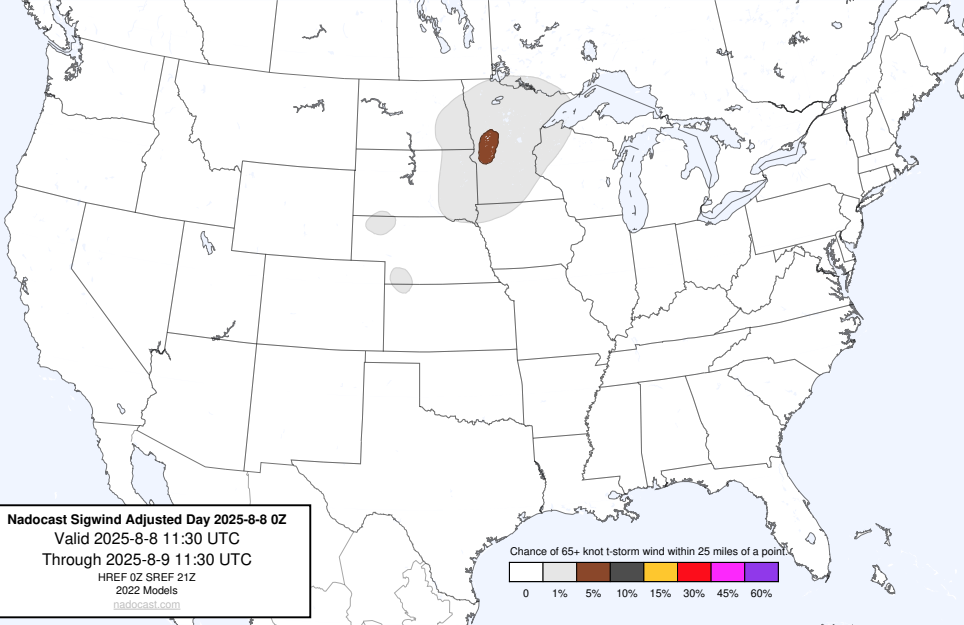 Nadocast Sigwind Adjusted Day 2025-8-8 0Z
Valid 2025-8-8 11:30 UTC
Through 2025-8-9 11:30 UTC
HREF 0Z SREF 21Z
2022 Models
nadocast.com
Chance of 65+ knot t-storm wind within 25 miles of a point.
0 1% 5% 10% 15% 30% 45% 60%